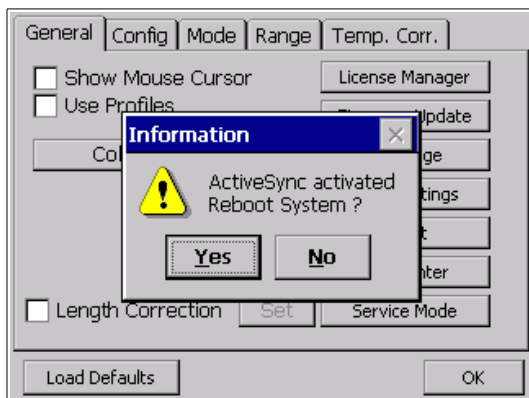 General Config Mode Range Temp. Corr.
Show Mouse Cursor License Manager
Use Profiles
Update
Information
ActiveSync activated
Reboot System ?
Yes No
Length Correction Set Service Mode
Load Defaults OK